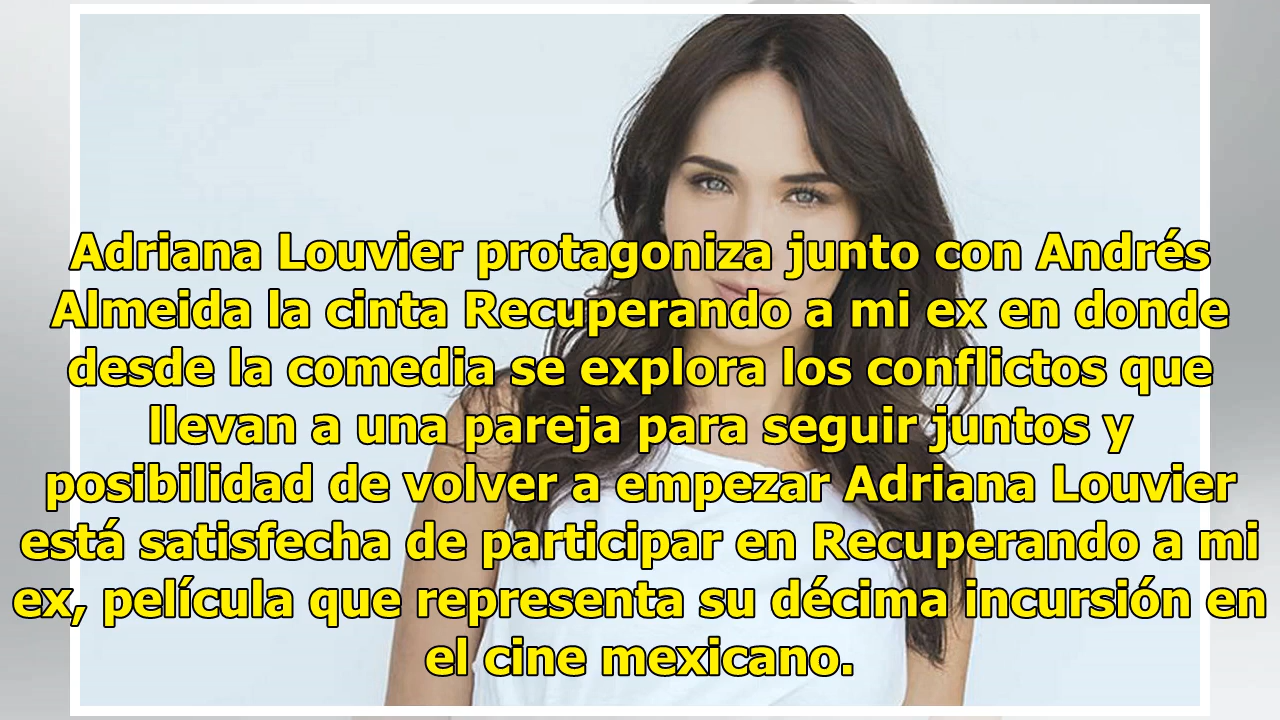 Adriana Louvier protagoniza junto con Andrés
Almeida la cinta Recuperando a mi ex en donde
desde la comedia se explora los conflictos que
llevan a una pareja para seguir juntos y
posibilidad de volver a empezar Adriana Louvier
está satisfecha de participar en Recuperando a mi
ex, película que representa su décima incursión en
el cine mexicano.